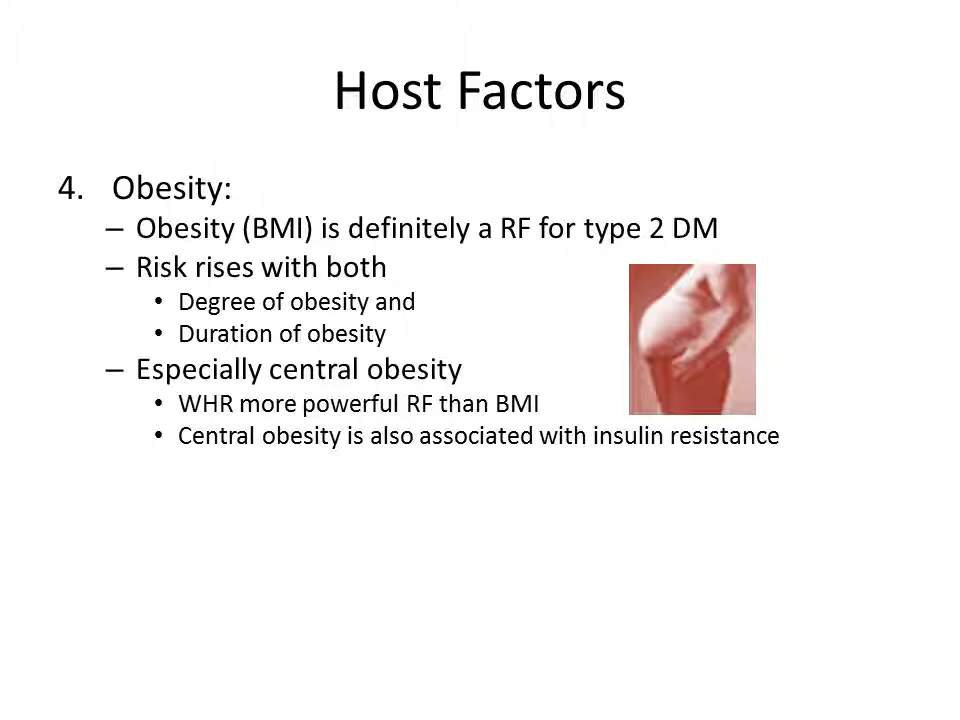 Host Factors
4. Obesity:
– Obesity (BMI) is definitely a RF for type 2 DM
– Risk rises with both
• Degree of obesity and
• Duration of obesity
– Especially central obesity
• WHR more powerful RF than BMI
• Central obesity is also associated with insulin resistance